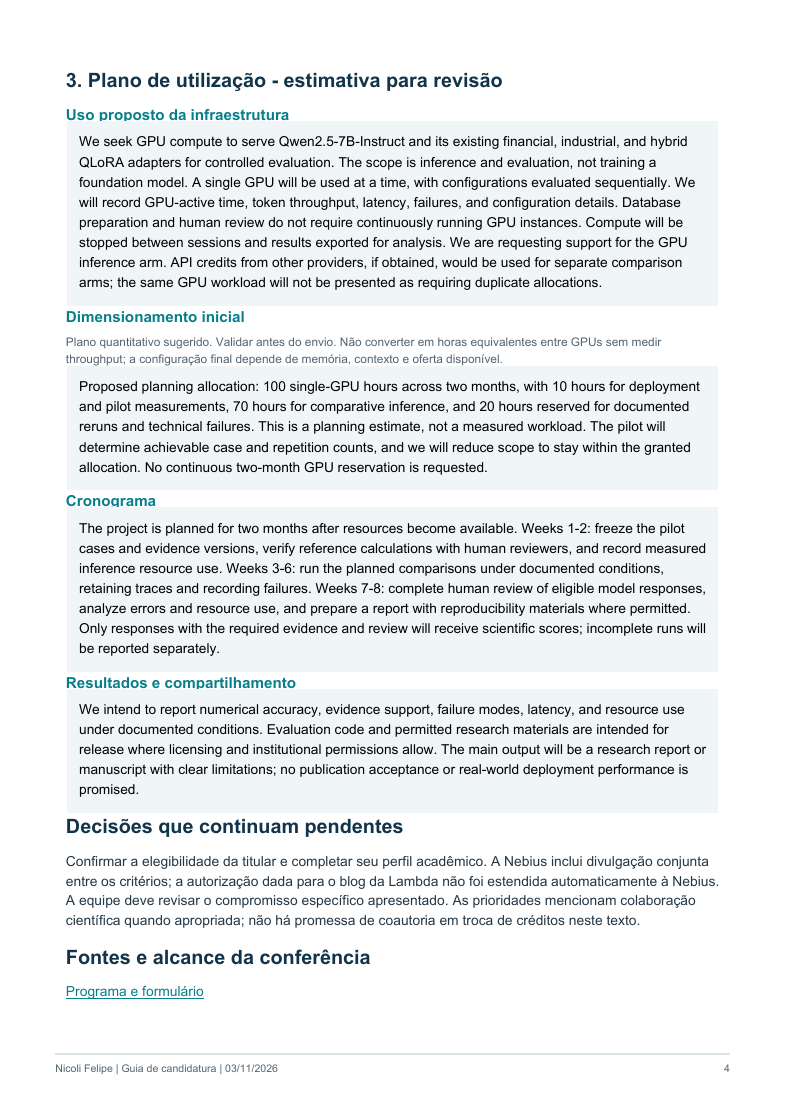 3. Plano de utilização - estimativa para revisão
Uso proposto da infraestrutura
We seek GPU compute to serve Qwen2.5-7B-Instruct and its existing financial, industrial, and hybrid
QLoRA adapters for controlled evaluation. The scope is inference and evaluation, not training a
foundation model. A single GPU will be used at a time, with configurations evaluated sequentially. We
will record GPU-active time, token throughput, latency, failures, and configuration details. Database
preparation and human review do not require continuously running GPU instances. Compute will be
stopped between sessions and results exported for analysis. We are requesting support for the GPU
inference arm. API credits from other providers, if obtained, would be used for separate comparison
arms; the same GPU workload will not be presented as requiring duplicate allocations.
Dimensionamento inicial
Plano quantitativo sugerido. Validar antes do envio. Não converter em horas equivalentes entre GPUs sem medir
throughput; a configuração final depende de memória, contexto e oferta disponível.
Proposed planning allocation: 100 single-GPU hours across two months, with 10 hours for deployment
and pilot measurements, 70 hours for comparative inference, and 20 hours reserved for documented
reruns and technical failures. This is a planning estimate, not a measured workload. The pilot will
determine achievable case and repetition counts, and we will reduce scope to stay within the granted
allocation. No continuous two-month GPU reservation is requested.
Cronograma
The project is planned for two months after resources become available. Weeks 1-2: freeze the pilot
cases and evidence versions, verify reference calculations with human reviewers, and record measured
inference resource use. Weeks 3-6: run the planned comparisons under documented conditions,
retaining traces and recording failures. Weeks 7-8: complete human review of eligible model responses,
analyze errors and resource use, and prepare a report with reproducibility materials where permitted.
Only responses with the required evidence and review will receive scientific scores; incomplete runs will
be reported separately.
Resultados e compartilhamento
We intend to report numerical accuracy, evidence support, failure modes, latency, and resource use
under documented conditions. Evaluation code and permitted research materials are intended for
release where licensing and institutional permissions allow. The main output will be a research report or
manuscript with clear limitations; no publication acceptance or real-world deployment performance is
promised.
Decisões que continuam pendentes
Confirmar a elegibilidade da titular e completar seu perfil acadêmico. A Nebius inclui divulgação conjunta
entre os critérios; a autorização dada para o blog da Lambda não foi estendida automaticamente à Nebius.
A equipe deve revisar o compromisso específico apresentado. As prioridades mencionam colaboração
científica quando apropriada; não há promessa de coautoria em troca de créditos neste texto.
Fontes e alcance da conferência
Programa e formulário
Nicoli Felipe | Guia de candidatura | 03/11/2026
4